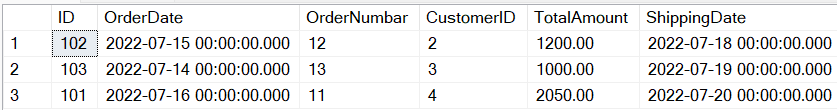 ID OrderDate OrderNumbar CustomerID TotalAmount ShippingDate
1 102 2022-07-15 00:00:00.000 12 2 1200.00 2022-07-18 00:00:00.000
2 103 2022-07-14 00:00:00.000 13 3 1000.00 2022-07-19 00:00:00.000
3 101 2022-07-16 00:00:00.000 11 4 2050.00 2022-07-20 00:00:00.000